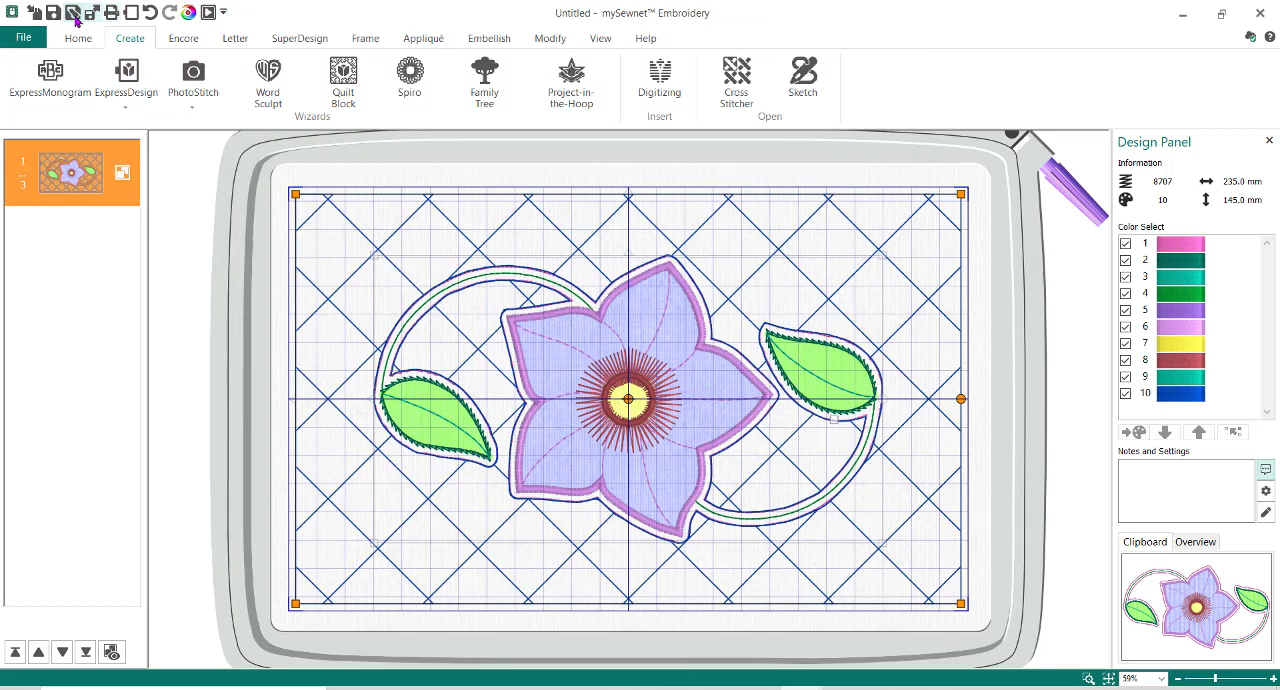 Untitled - mySewnet™ Embroidery
File Home Create Encore Letter SuperDesign Frame Appliqué Embellish Modify View Help
ExpressMonogram ExpressDesign PhotoStitch Word Sculpt Quilt Block Spiro Family Tree Project-in-the-Hoop Digitizing Cross Stitcher Sketch
Wizards Insert Open
1
...
3
Design Panel
Information
8707 235.0 mm
10 145.0 mm
Color Select
1
2
3
4
5
6
7
8
9
10
Notes and Settings
Clipboard Overview
59%